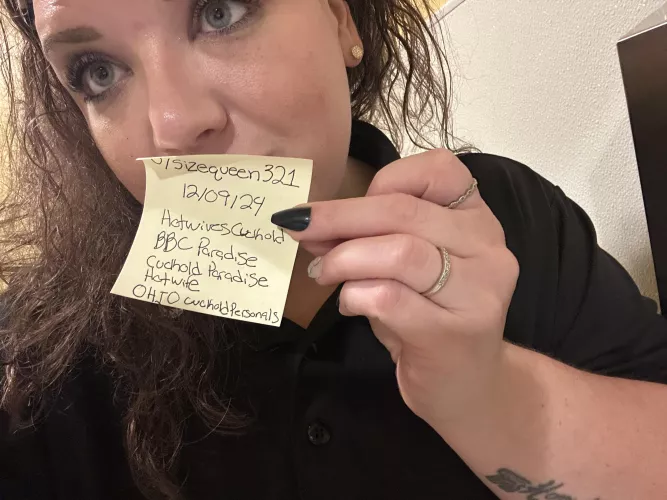 u/sizequeen321
12/09/24
HotwivesCuckold
BBC Paradise
Cuckold Paradise
Hotwife
OHIO cuckoldpersonals